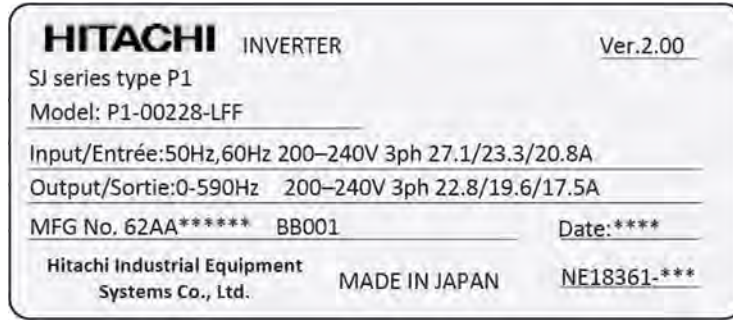 HITACHI INVERTER Ver.2.00
SJ series type P1
Model: P1-00228-LFF
Input/Entrée:50Hz,60Hz 200–240V 3ph 27.1/23.3/20.8A
Output/Sortie:0-590Hz 200–240V 3ph 22.8/19.6/17.5A
MFG No. 62AA****** BB001 Date:****
Hitachi Industrial Equipment
Systems Co., Ltd. MADE IN JAPAN NE18361-***